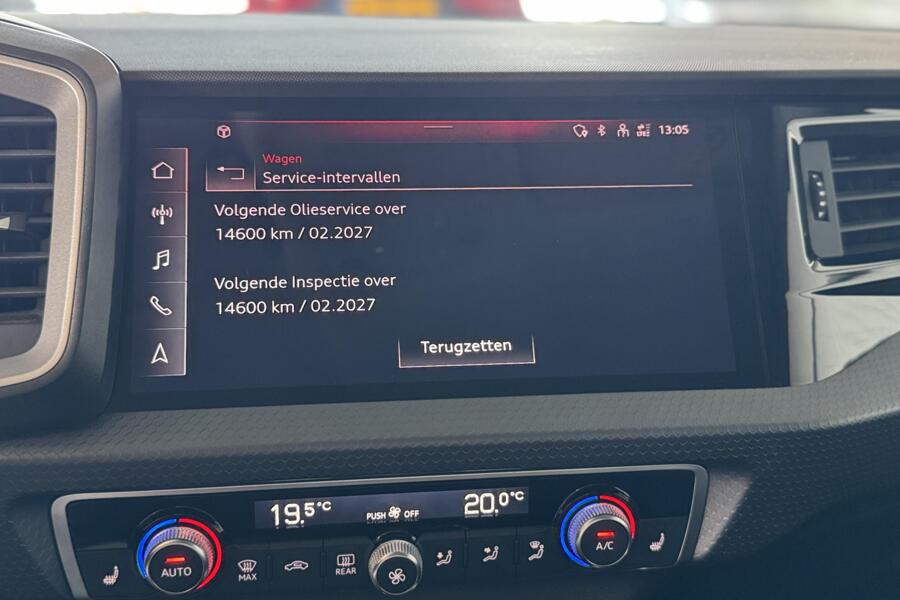 13:05
Wagen
Service-intervallen
Volgende Olieservice over
14600 km / 02.2027
Volgende Inspectie over
14600 km / 02.2027
Terugzetten
19.5°C
PUSH OFF
20.0°C
AUTO
MAX
REAR
A/C